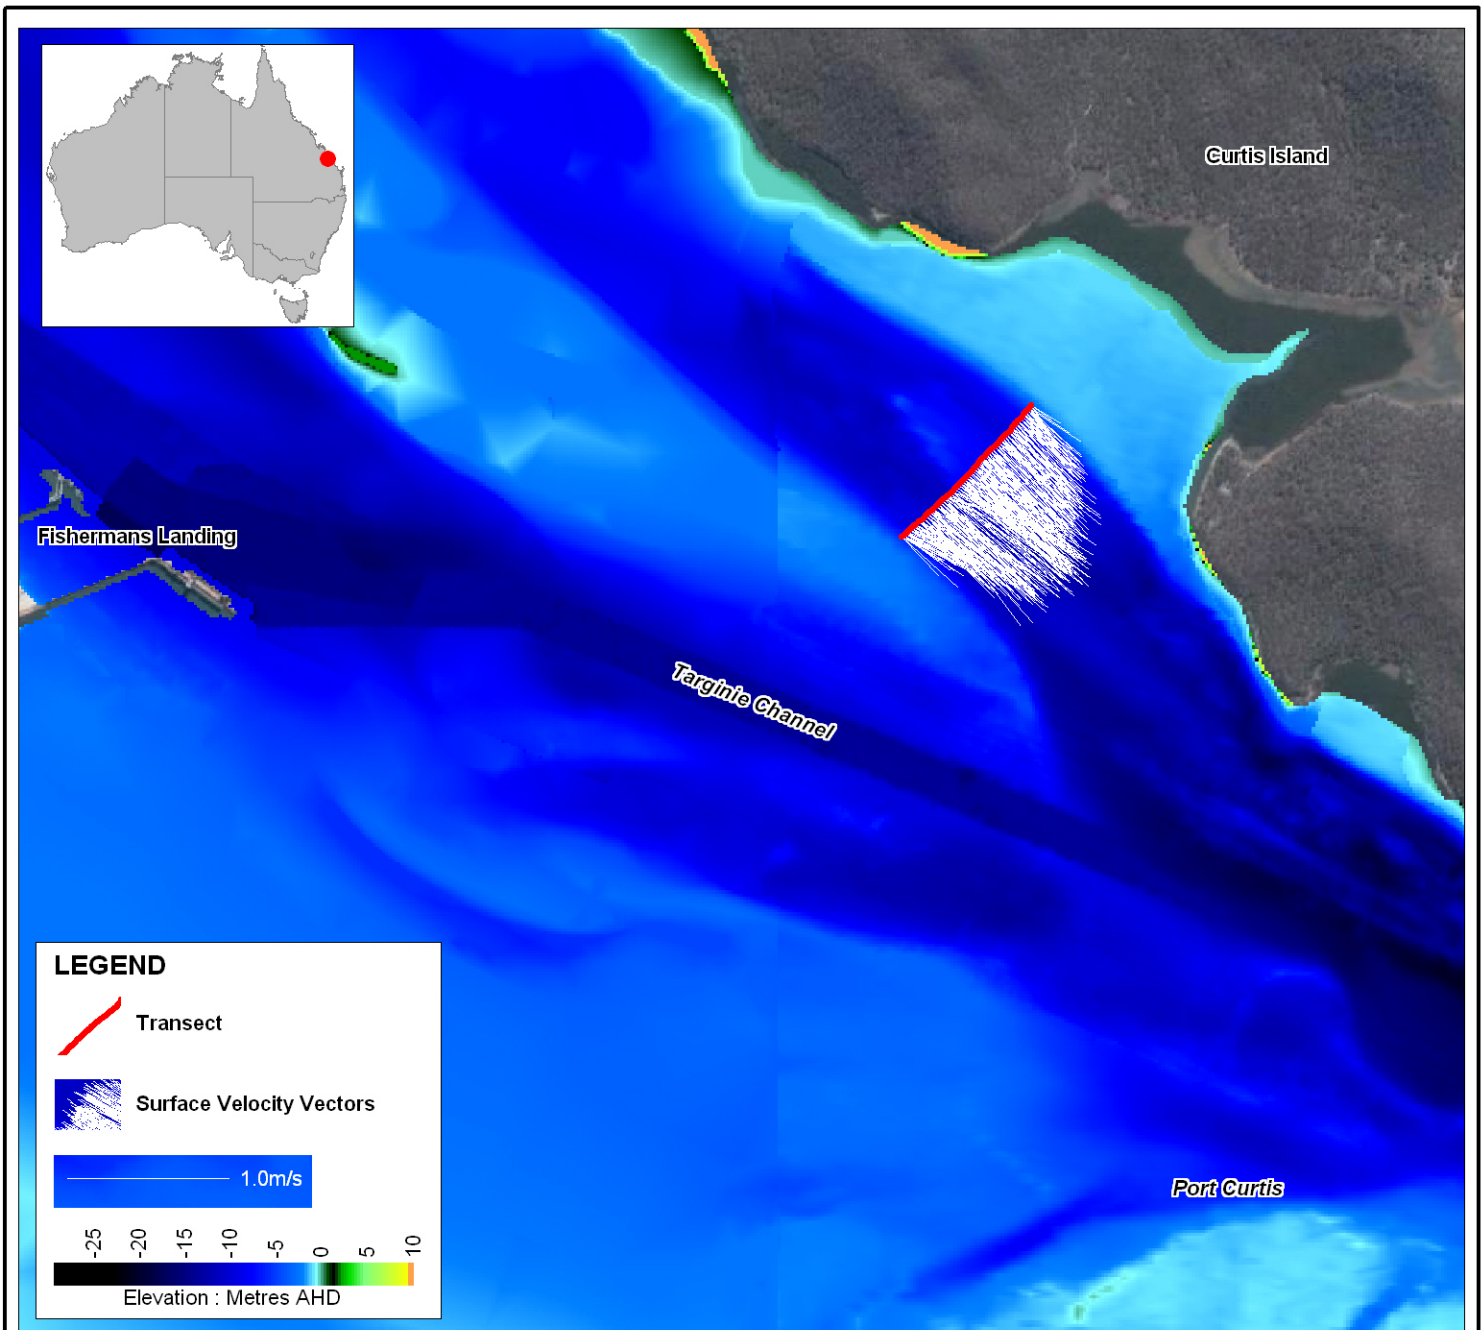 Curtis Island
Fishermans Landing
Targinie Channel
Port Curtis
LEGEND
Transect
Surface Velocity Vectors
1.0m/s
-25 -20 -15 -10 -5 0 5 10
Elevation : Metres AHD